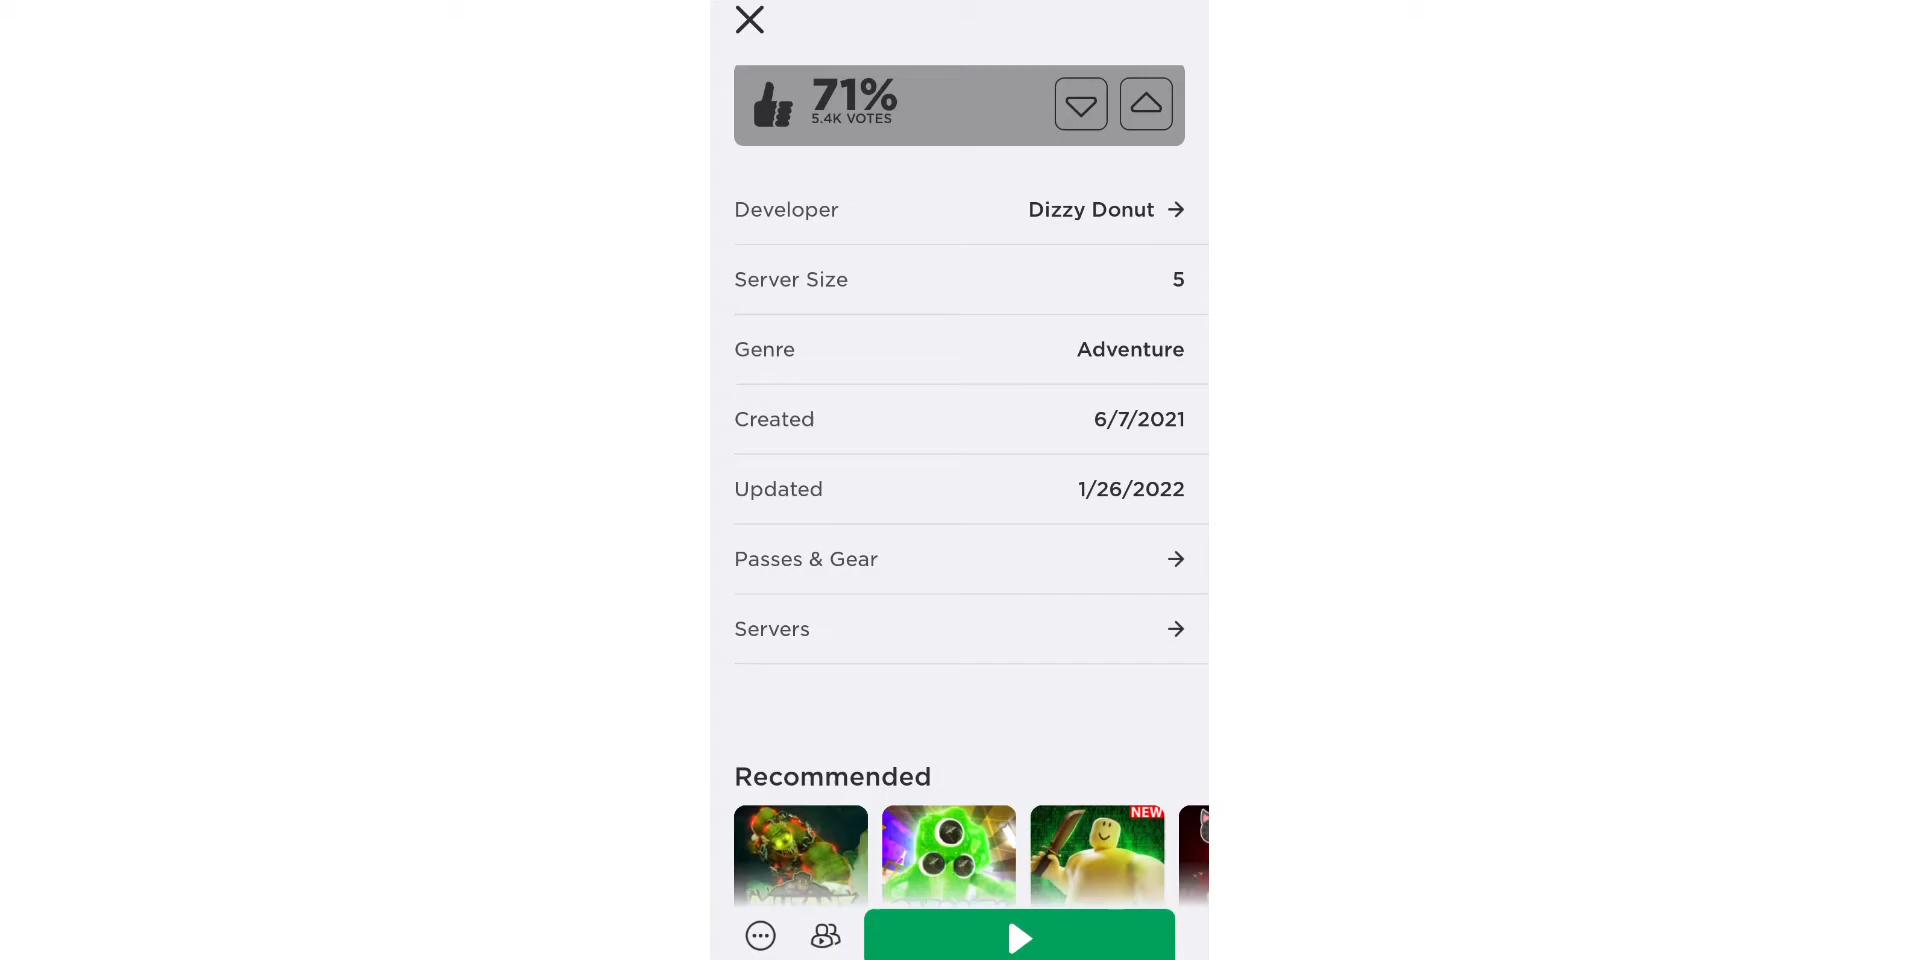 71%
5.4K VOTES
Developer Dizzy Donut
Server Size 5
Genre Adventure
Created 6/7/2021
Updated 1/26/2022
Passes & Gear
Servers
Recommended
NEW